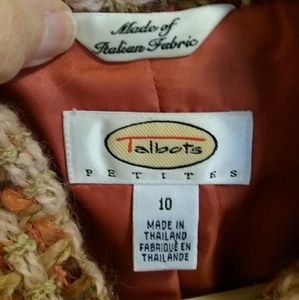 Made of
Italian Fabric
Talbots
PETITES
10
MADE IN
THAILAND
FABRIQUÉ EN
THAILANDE